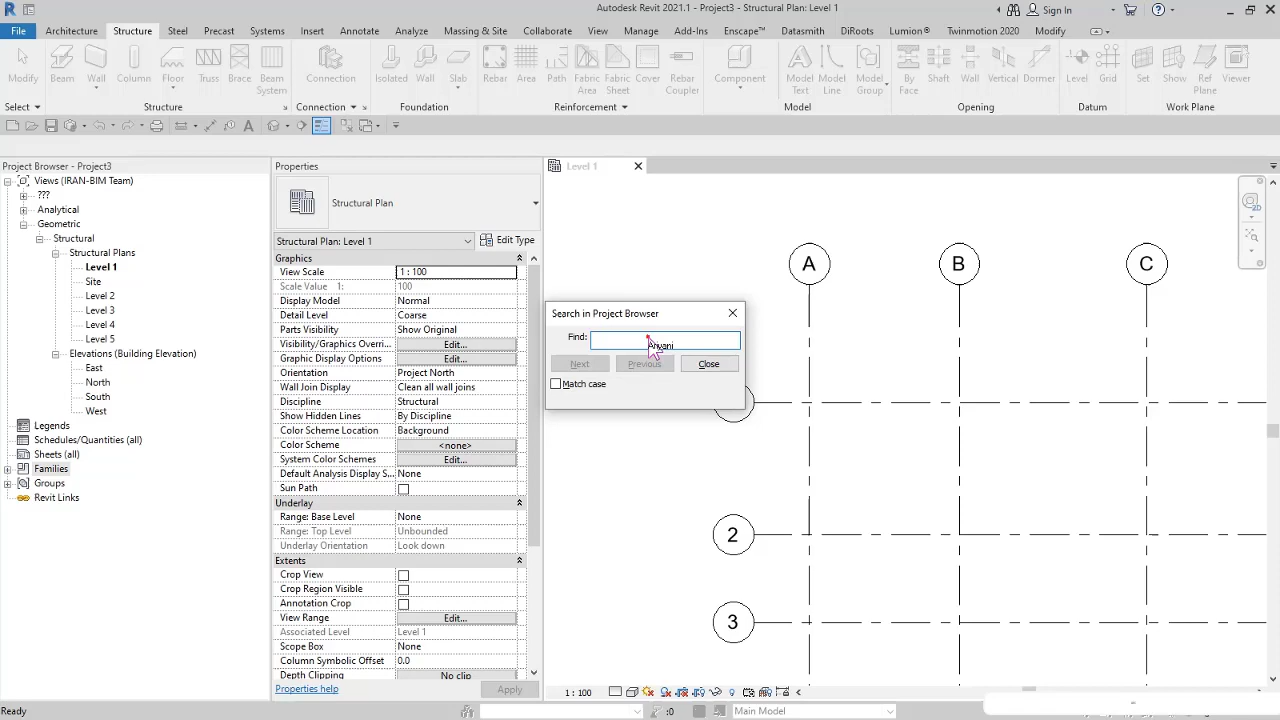 Autodesk Revit 2021.1 - Project3 - Structural Plan: Level 1
Sign In
File Architecture Structure Steel Precast Systems Insert Annotate Analyze Massing & Site Collaborate View Manage Add-Ins Enscape™ Datasmith DiRoots Lumion® Twinmotion 2020 Modify
Modify Beam Wall Column Floor Truss Brace Beam System Connection Isolated Wall Slab Rebar Area Path Fabric Area Fabric Sheet Cover Rebar Coupler Component Model Text Model Line Model Group By Face Shaft Wall Vertical Dormer Level Grid Set Show Ref Plane Viewer
Select Structure Connection Foundation Reinforcement Model Opening Datum Work Plane
Project Browser - Project3
Views (IRAN-BIM Team)
???
Analytical
Geometric
Structural
Structural Plans
Level 1
Site
Level 2
Level 3
Level 4
Level 5
Elevations (Building Elevation)
East
North
South
West
Legends
Schedules/Quantities (all)
Sheets (all)
Families
Groups
Revit Links
Properties
Structural Plan
Structural Plan: Level 1 Edit Type
Graphics
View Scale 1 : 100
Scale Value 1: 100
Display Model Normal
Detail Level Coarse
Parts Visibility Show Original
Visibility/Graphics Overri... Edit...
Graphic Display Options Edit...
Orientation Project North
Wall Join Display Clean all wall joins
Discipline Structural
Show Hidden Lines By Discipline
Color Scheme Location Background
Color Scheme <none>
System Color Schemes Edit...
Default Analysis Display S... None
Sun Path
Underlay
Range: Base Level None
Range: Top Level Unbounded
Underlay Orientation Look down
Extents
Crop View
Crop Region Visible
Annotation Crop
View Range Edit...
Associated Level Level 1
Scope Box None
Column Symbolic Offset 0.0
Depth Clipping No clip
Properties help Apply
Level 1
2D
A B C
Search in Project Browser
Find:
Next Previous Close
Match case
2
3
1 : 100
Ready
:0
Main Model